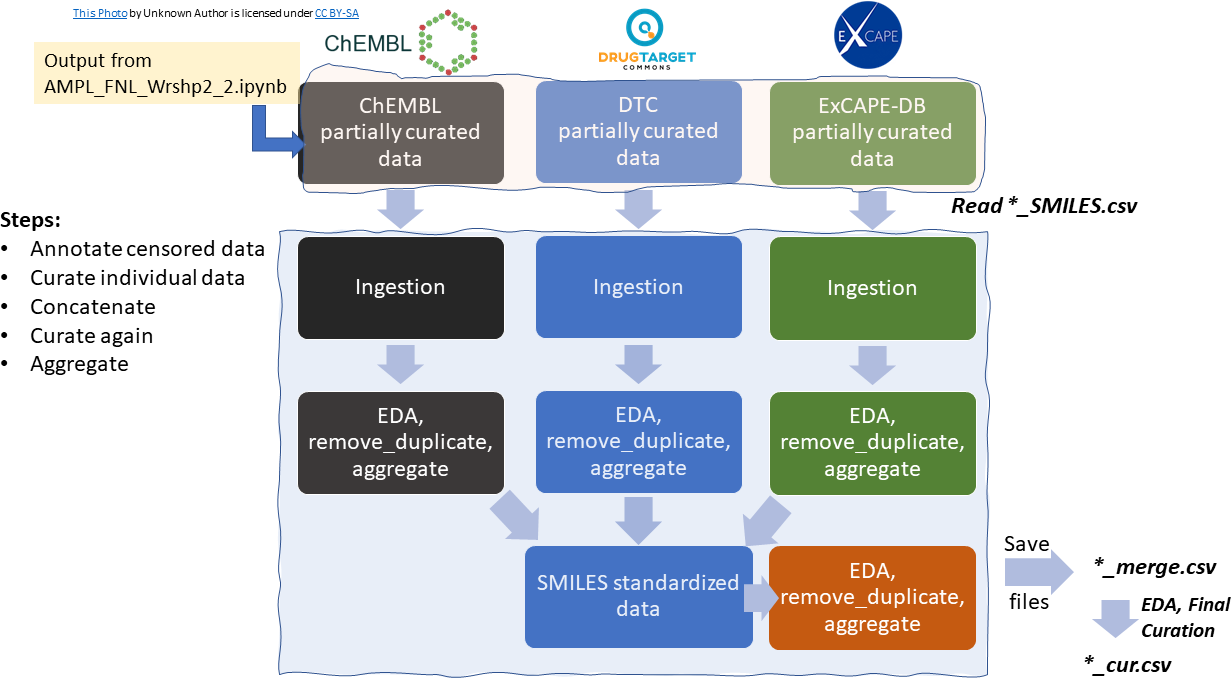 This Photo by Unknown Author is licensed under CC BY-SA
ChEMBL
DRUGTARGET
COMMONS
EXCAPE
Output from
AMPL_FNL_Wrshp2_2.ipynb
ChEMBL
partially curated
data
DTC
partially curated
data
ExCAPE-DB
partially curated
data
Read *_SMILES.csv
Steps:
• Annotate censored data
• Curate individual data
• Concatenate
• Curate again
• Aggregate
Ingestion
Ingestion
Ingestion
EDA,
remove_duplicate,
aggregate
EDA,
remove_duplicate,
aggregate
EDA,
remove_duplicate,
aggregate
SMILES standardized
data
EDA,
remove_duplicate,
aggregate
Save
files
*_merge.csv
EDA, Final
Curation
*_cur.csv